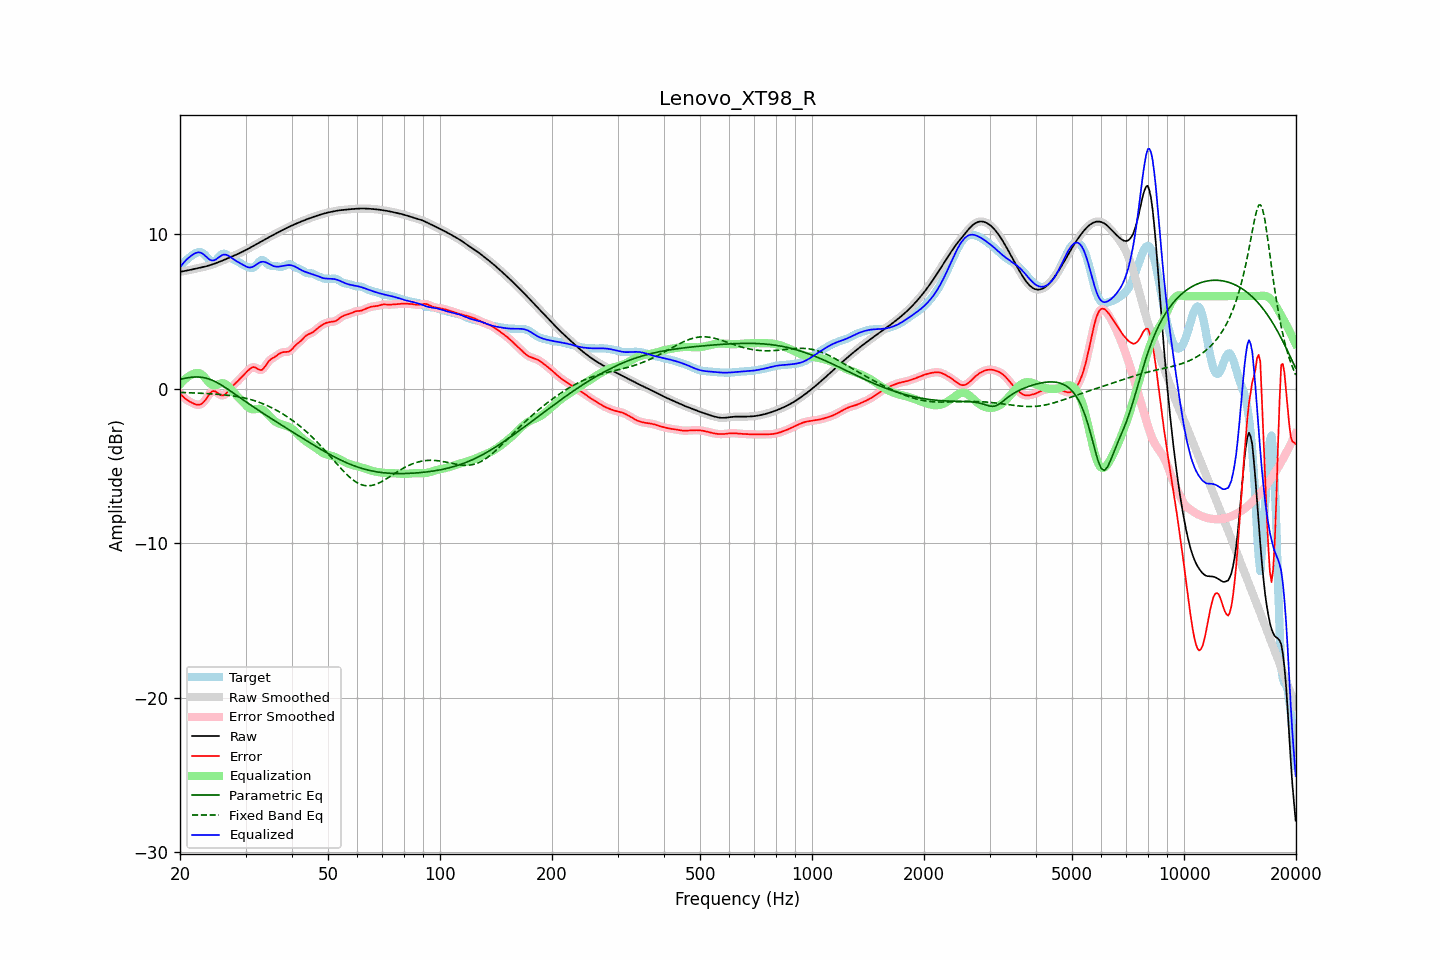 Lenovo_XT98_R
Amplitude (dBr)
10
0
−10
−20
−30
Target
Raw Smoothed
Error Smoothed
Raw
Error
Equalization
Parametric Eq
Fixed Band Eq
Equalized
20 50 100 200 500 1000 2000 5000 10000 20000
Frequency (Hz)